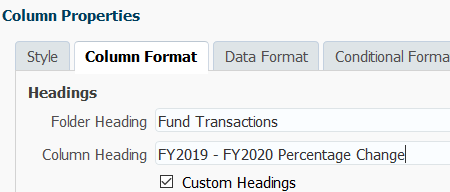 Column Properties
Style Column Format Data Format Conditional Forma
Headings
Folder Heading Fund Transactions
Column Heading FY2019 - FY2020 Percentage Change
Custom Headings